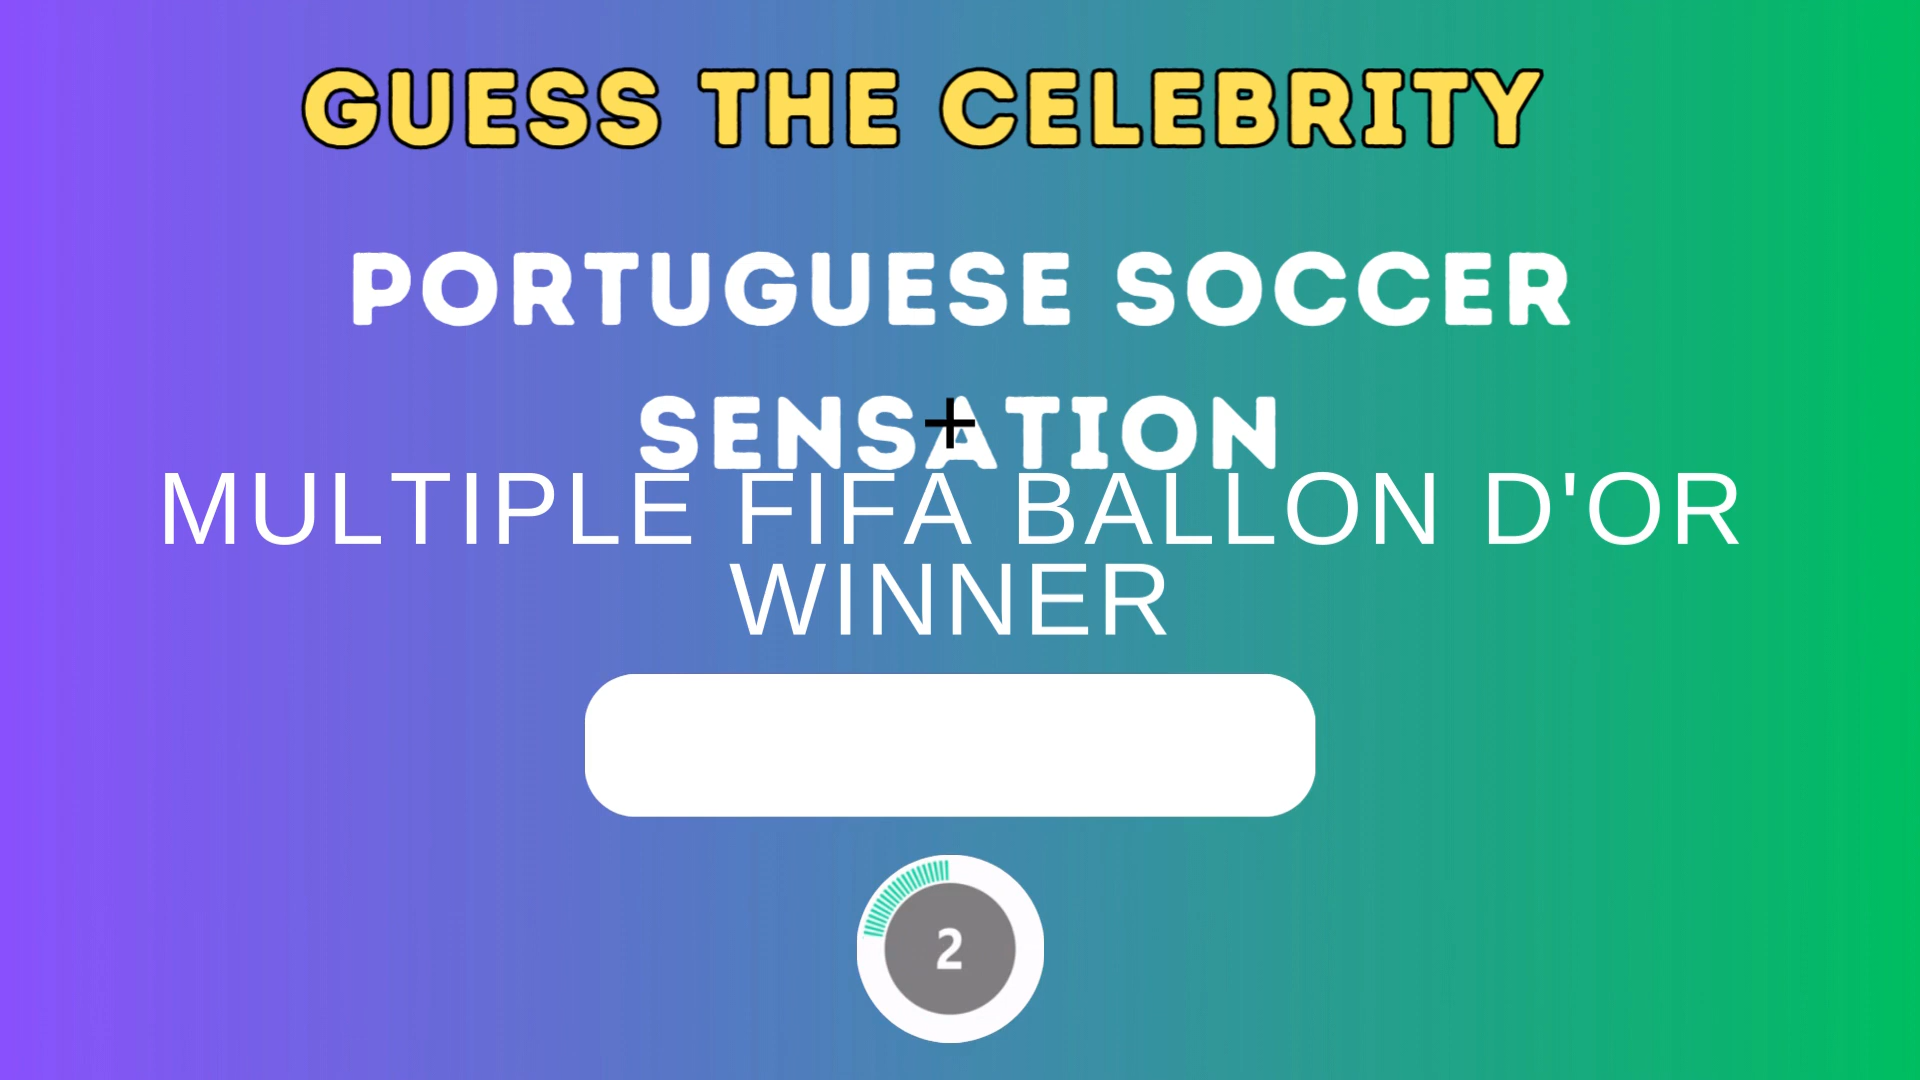 GUESS THE CELEBRITY
PORTUGUESE SOCCER
SENSATION
+
MULTIPLE FIFA BALLON D'OR
WINNER
2